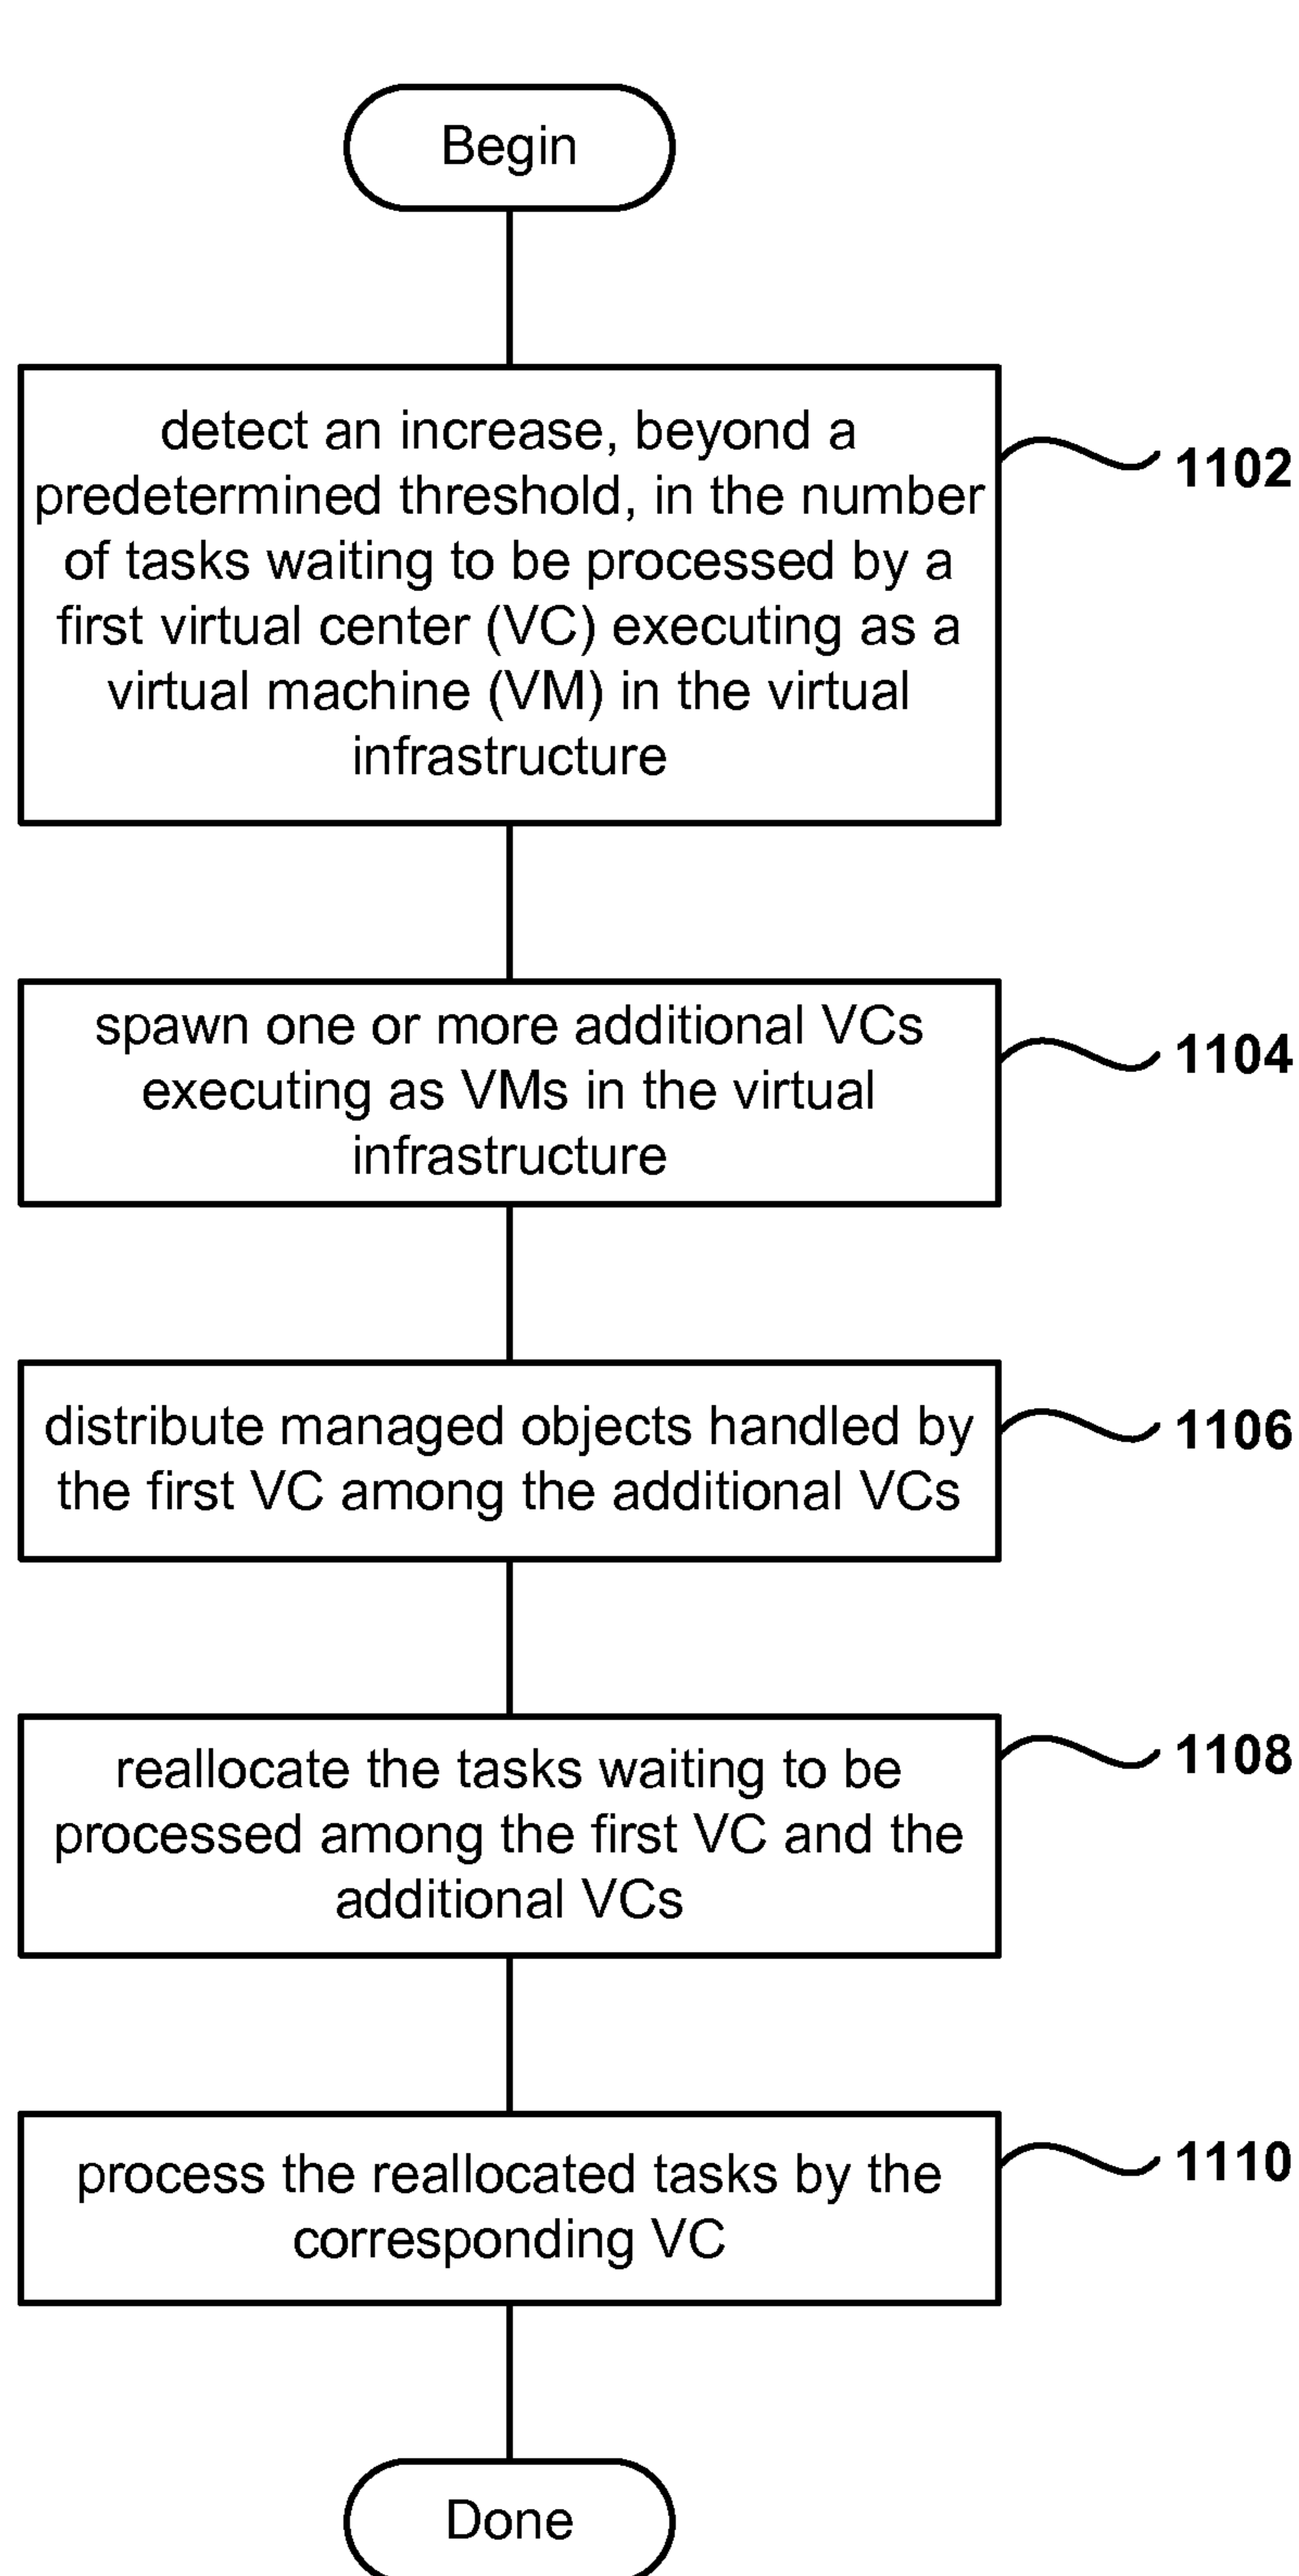 Begin
detect an increase, beyond a
predetermined threshold, in the number
of tasks waiting to be processed by a
first virtual center (VC) executing as a
virtual machine (VM) in the virtual
infrastructure
1102
spawn one or more additional VCs
executing as VMs in the virtual
infrastructure
1104
distribute managed objects handled by
the first VC among the additional VCs
1106
reallocate the tasks waiting to be
processed among the first VC and the
additional VCs
1108
process the reallocated tasks by the
corresponding VC
1110
Done